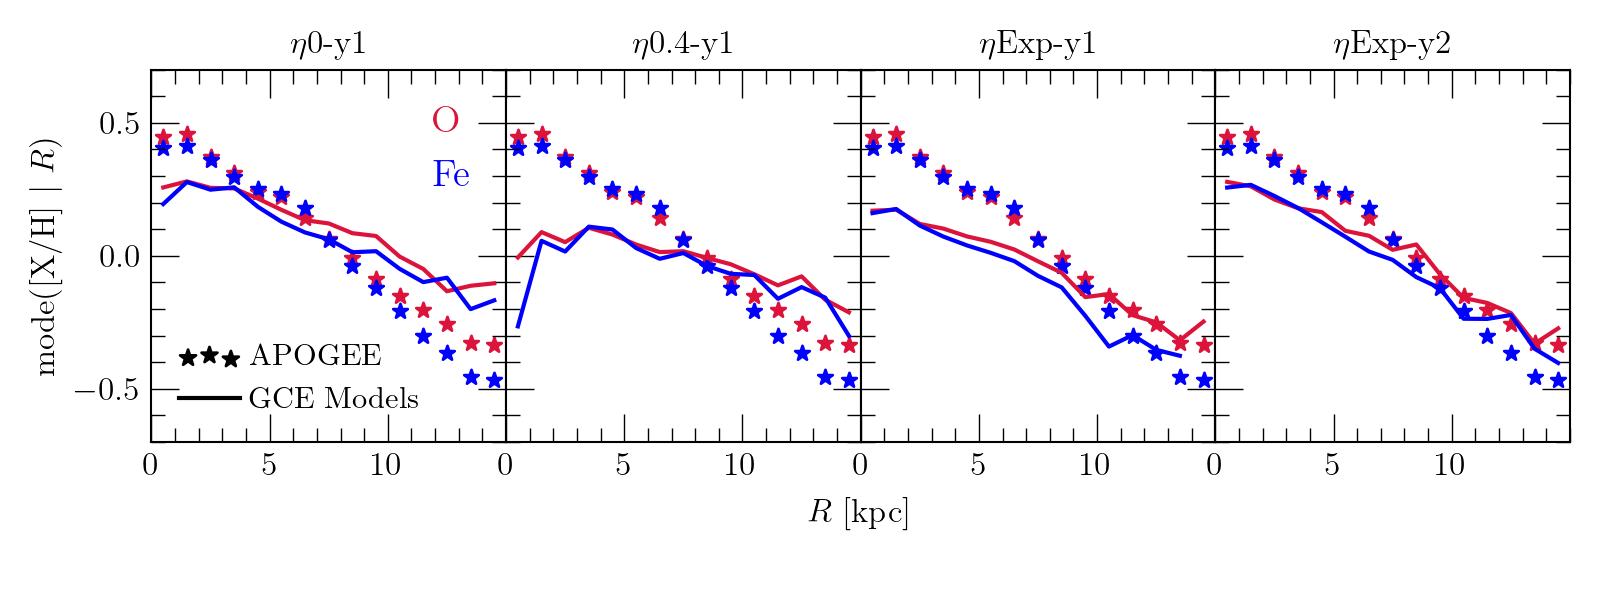 η0-y1 η0.4-y1 ηExp-y1 ηExp-y2
mode([X/H] | R)
0.5
0.0
−0.5
O
Fe
APOGEE
GCE Models
0 5 10 0 5 10 0 5 10 0 5 10
R [kpc]